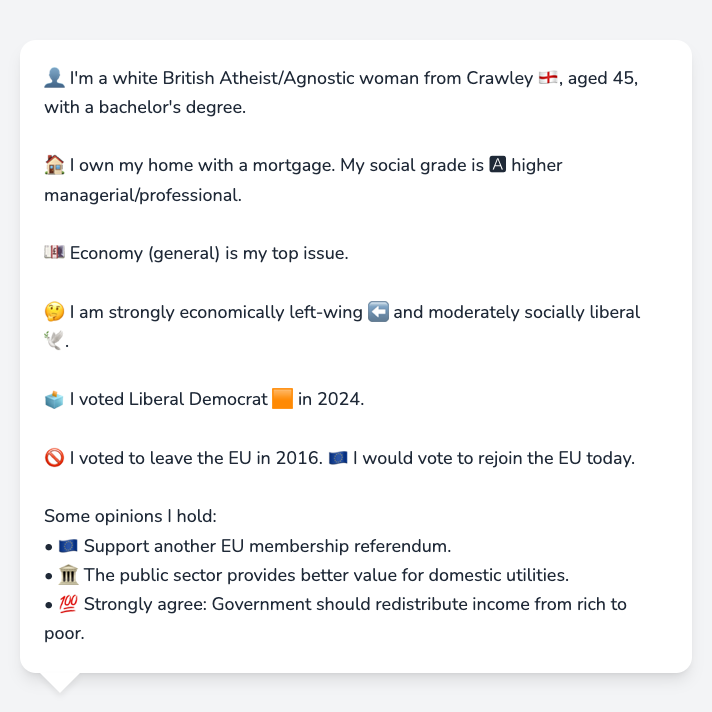 👤 I'm a white British Atheist/Agnostic woman from Crawley 🏴󠁧󠁢󠁥󠁮󠁧󠁿, aged 45,
with a bachelor's degree.
🏠 I own my home with a mortgage. My social grade is 🅰 higher
managerial/professional.
💷 Economy (general) is my top issue.
🤔 I am strongly economically left-wing ⬅️ and moderately socially liberal
🕊️.
🗳️ I voted Liberal Democrat 🟧 in 2024.
🚫 I voted to leave the EU in 2016. 🇪🇺 I would vote to rejoin the EU today.
Some opinions I hold:
• 🇪🇺 Support another EU membership referendum.
• 🏛️ The public sector provides better value for domestic utilities.
• 💯 Strongly agree: Government should redistribute income from rich to
poor.